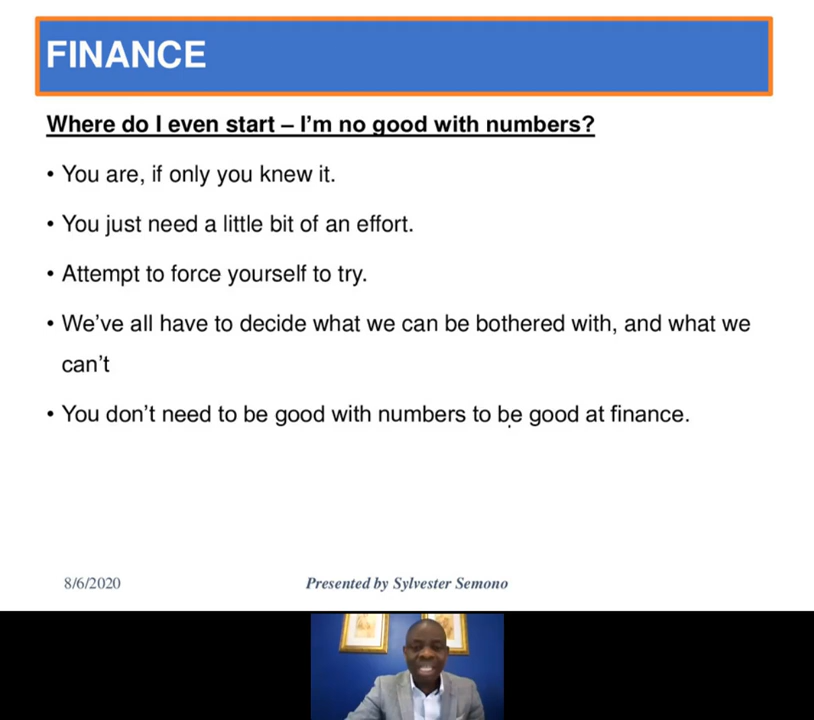 FINANCE
Where do I even start – I’m no good with numbers?
• You are, if only you knew it.
• You just need a little bit of an effort.
• Attempt to force yourself to try.
• We’ve all have to decide what we can be bothered with, and what we
can’t
• You don’t need to be good with numbers to be good at finance.
8/6/2020
Presented by Sylvester Semono